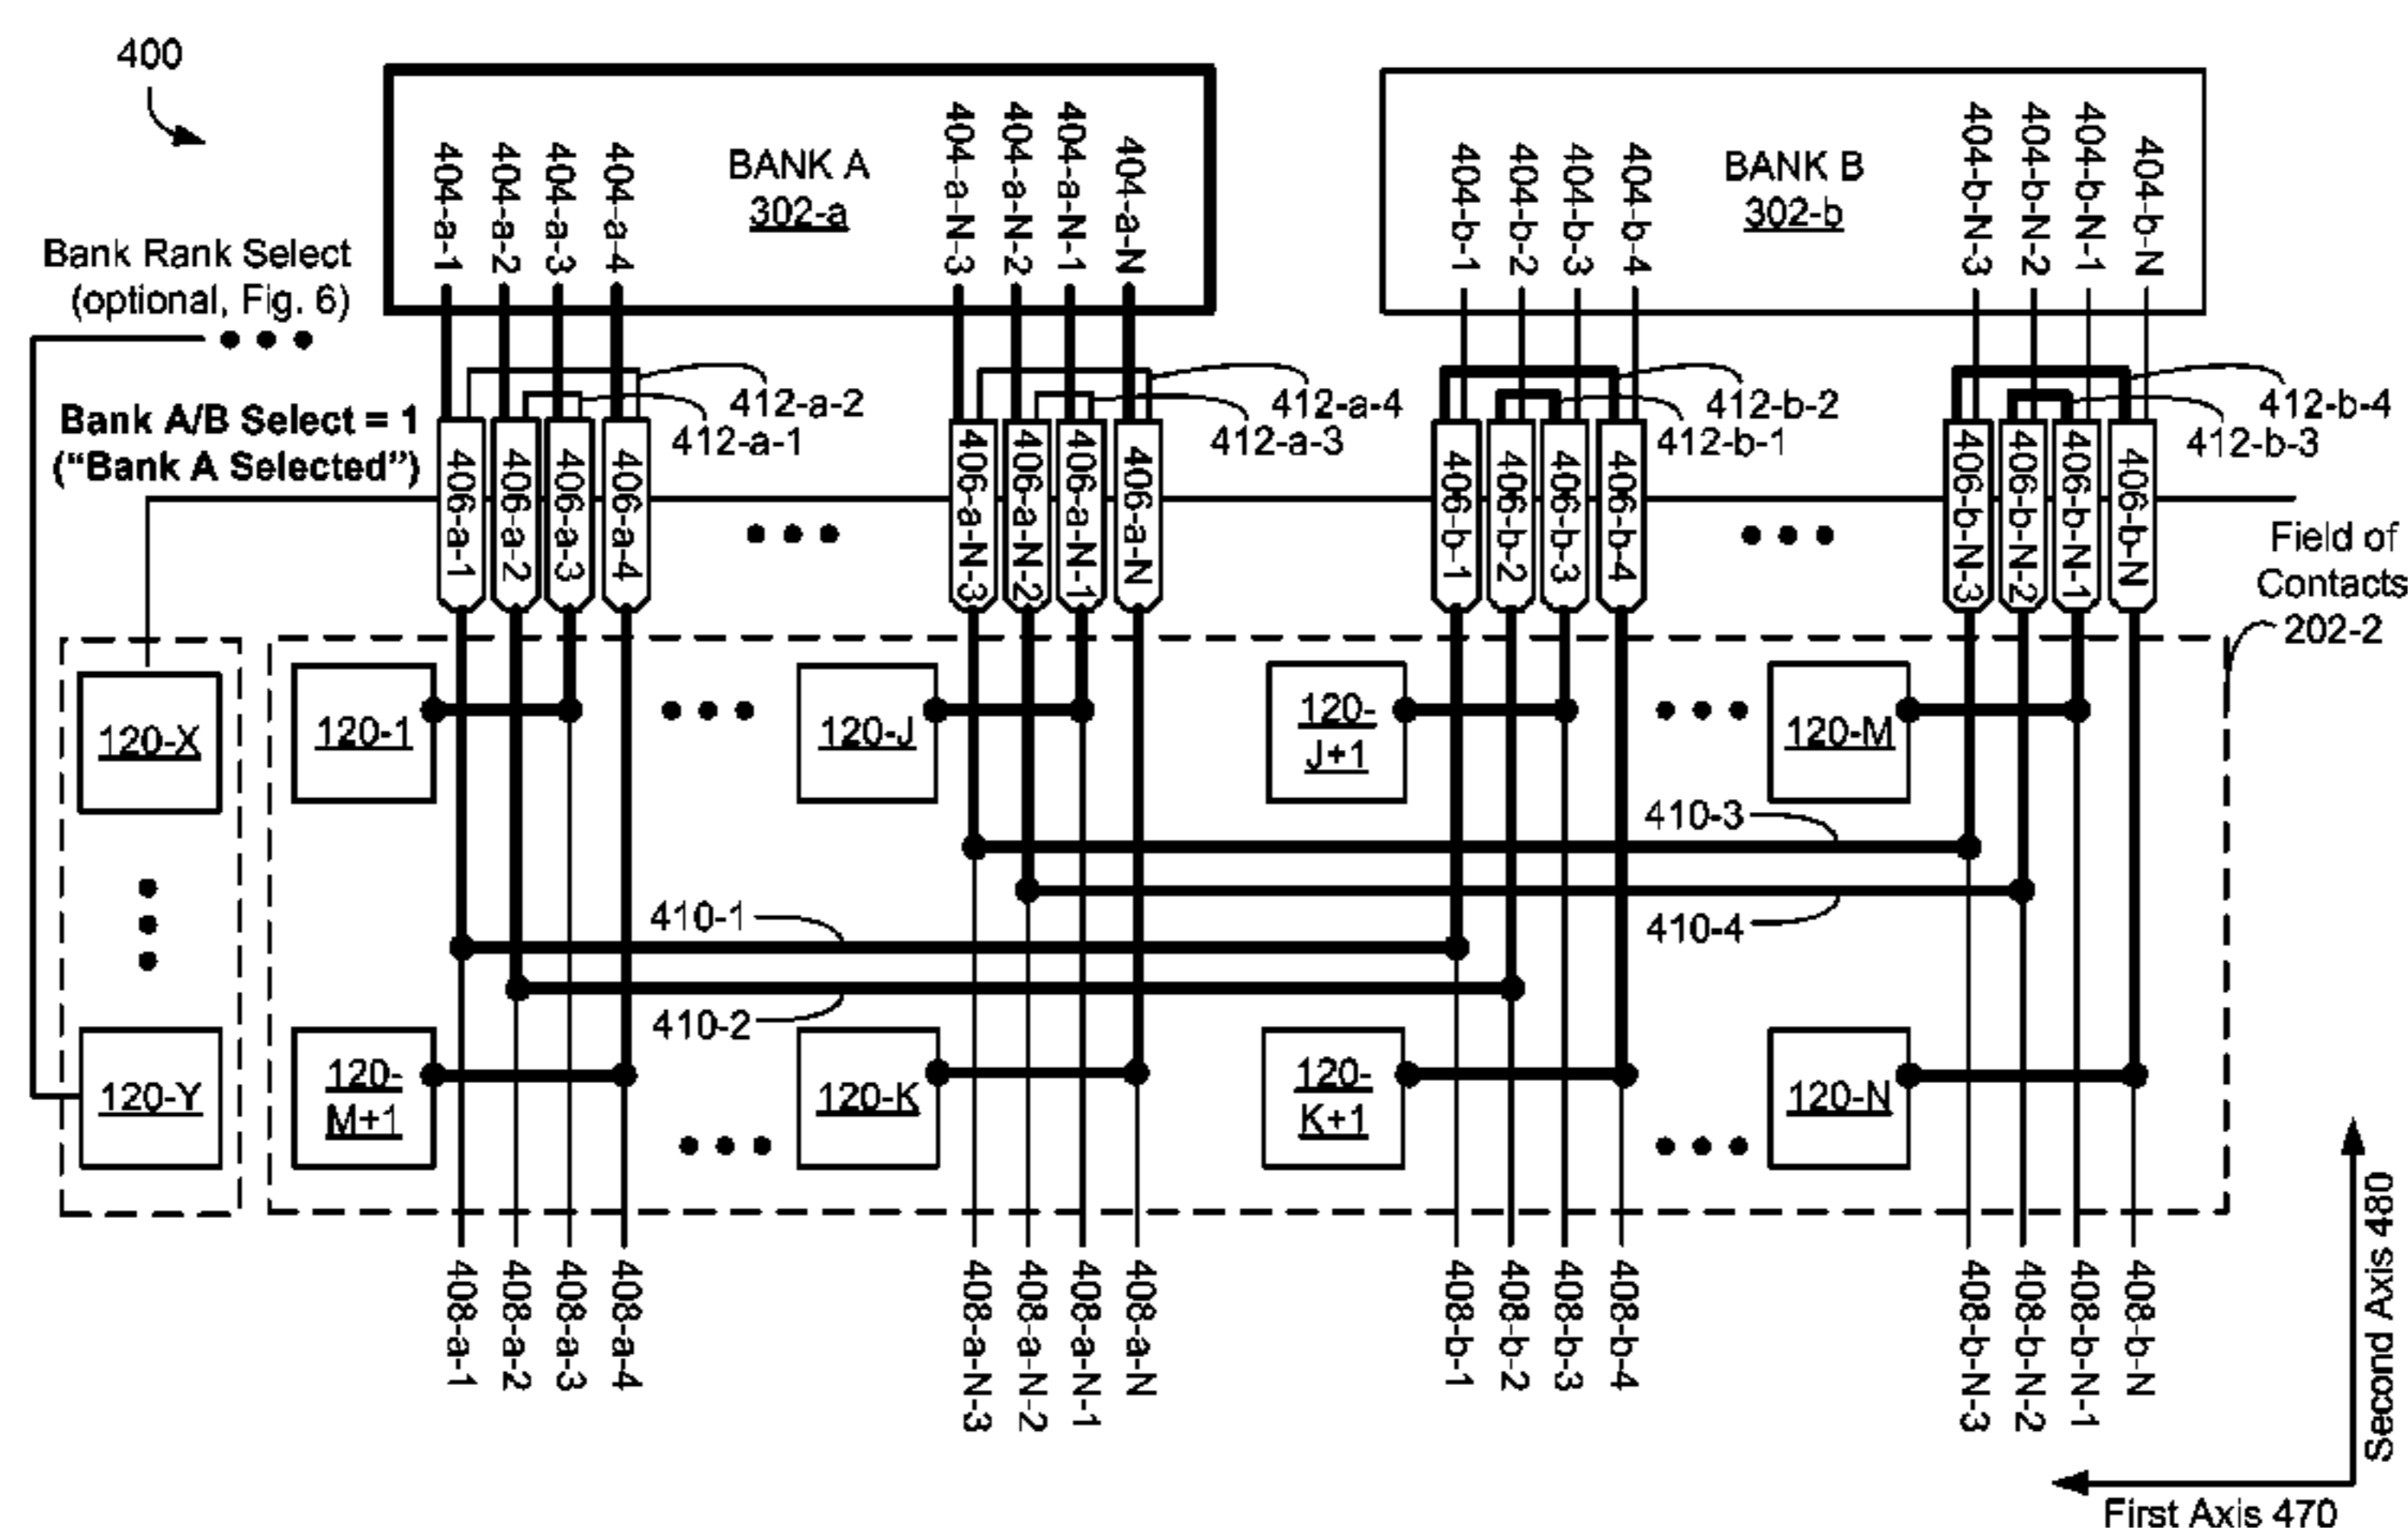 400
BANK A
302-a
404-a-1
404-a-2
404-a-3
404-a-4
404-a-N-3
404-a-N-2
404-a-N-1
404-a-N
BANK B
302-b
404-b-1
404-b-2
404-b-3
404-b-4
404-b-N-3
404-b-N-2
404-b-N-1
404-b-N
Bank Rank Select
(optional, Fig. 6)
Bank A/B Select = 1
("Bank A Selected")
412-a-2
412-a-1
412-a-4
412-a-3
412-b-2
412-b-1
412-b-4
412-b-3
406-a-1
406-a-2
406-a-3
406-a-4
406-a-N-3
406-a-N-2
406-a-N-1
406-a-N
406-b-1
406-b-2
406-b-3
406-b-4
406-b-N-3
406-b-N-2
406-b-N-1
406-b-N
Field of
Contacts
202-2
120-X
120-1
120-J
120-
J+1
120-M
410-3
410-1
410-4
410-2
120-Y
120-
M+1
120-K
120-
K+1
120-N
408-a-1
408-a-2
408-a-3
408-a-4
408-a-N-3
408-a-N-2
408-a-N-1
408-a-N
408-b-1
408-b-2
408-b-3
408-b-4
408-b-N-3
408-b-N-2
408-b-N-1
408-b-N
Second Axis 480
First Axis 470